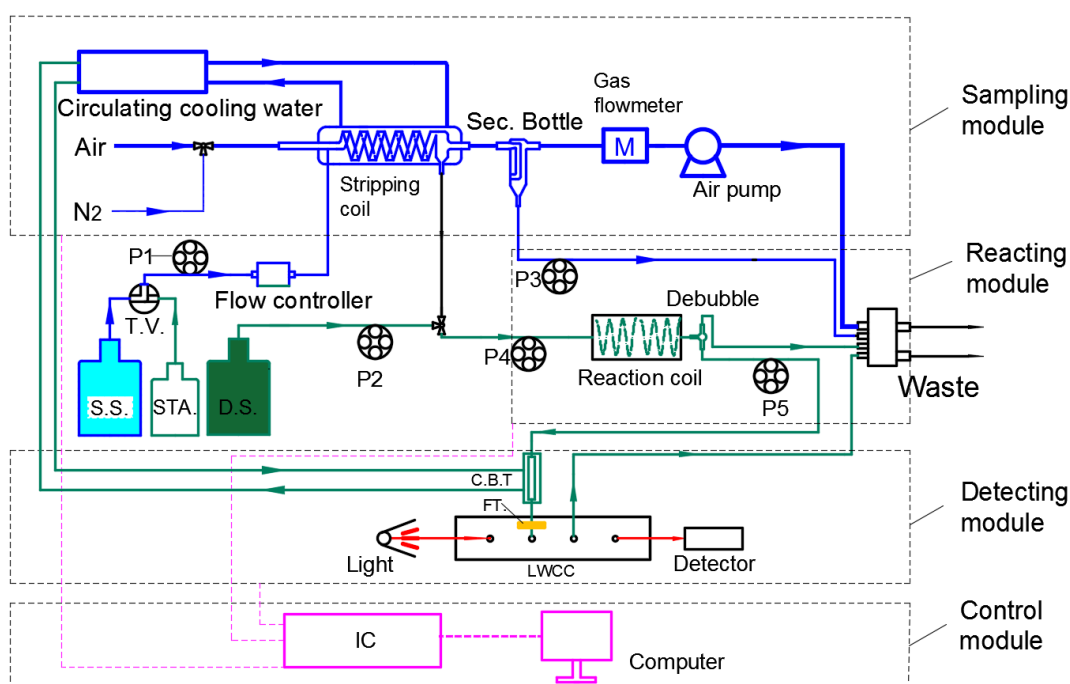 Circulating cooling water
Air
N2
Stripping
coil
Sec. Bottle
Gas
flowmeter
M
Air pump
Sampling
module
P1
Flow controller
T.V.
S.S.
STA.
D.S.
P2
P3
P4
Reaction coil
Debubble
P5
Waste
Reacting
module
C.B.T
FT.
Light
LWCC
Detector
Detecting
module
IC
Computer
Control
module